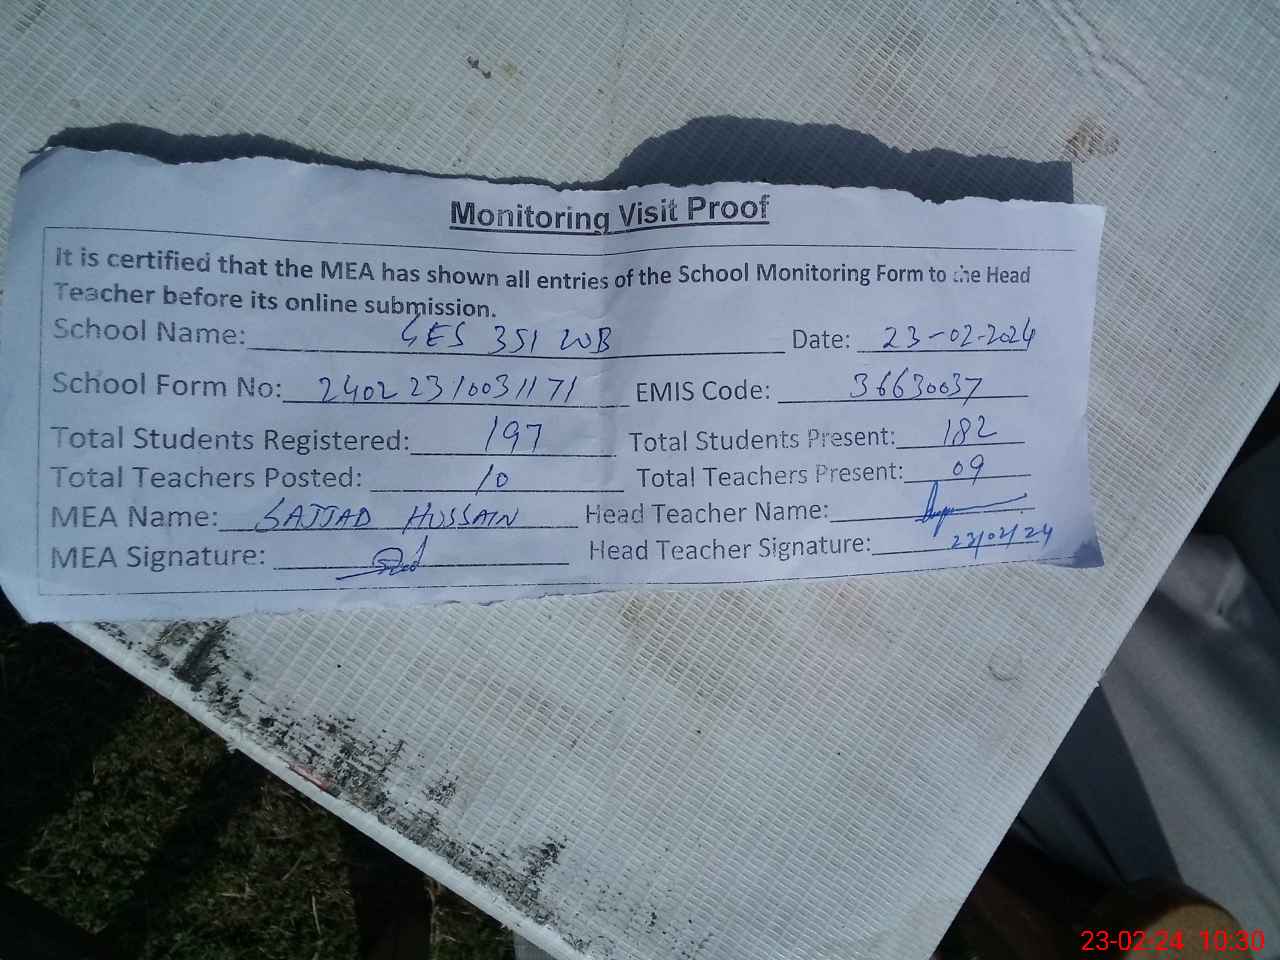 Monitoring Visit Proof
It is certified that the MEA has shown all entries of the School Monitoring Form to the Head
Teacher before its online submission.
School Name: GES 351 WB Date: 23-02-2024
School Form No: 2402 23100311 71 EMIS Code: 36630037
Total Students Registered: 197 Total Students Present: 182
Total Teachers Posted: 10 Total Teachers Present: 09
MEA Name: SAJJAD HUSSAIN Head Teacher Name:
MEA Signature: Head Teacher Signature: 23/02/24
23-02-24 10:30